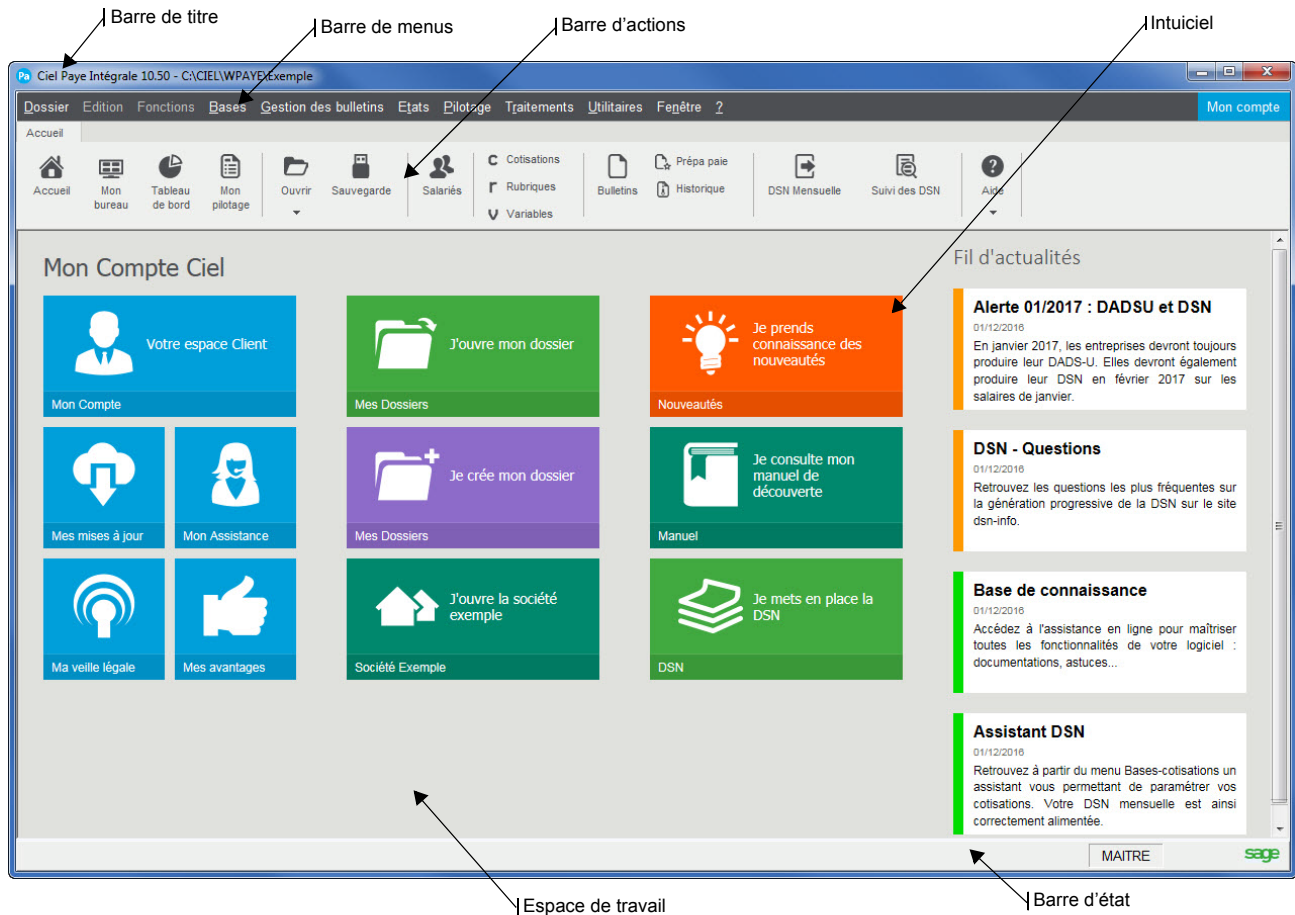 Barre de titre
Barre de menus
Barre d'actions
Intuiciel
Pa Ciel Paye Intégrale 10.50 - C:\CIEL\WPAYE\Exemple
Dossier Edition Fonctions Bases Gestion des bulletins Etats Pilotage Traitements Utilitaires Fenêtre ? Mon compte
Accueil
Accueil
Mon
bureau
Tableau
de bord
Mon
pilotage
Ouvrir
Sauvegarde
Salariés
C Cotisations
r Rubriques
V Variables
Bulletins
Prépa paie
Historique
DSN Mensuelle
Suivi des DSN
Aide
Mon Compte Ciel
Votre espace Client
Mon Compte
J'ouvre mon dossier
Mes Dossiers
Je prends
connaissance des
nouveautés
Nouveautés
Mes mises à jour
Mon Assistance
Je crée mon dossier
Mes Dossiers
Je consulte mon
manuel de
découverte
Manuel
Ma veille légale
Mes avantages
J'ouvre la société
exemple
Société Exemple
Je mets en place la
DSN
DSN
Fil d'actualités
Alerte 01/2017 : DADSU et DSN
01/12/2016
En janvier 2017, les entreprises devront toujours
produire leur DADS-U. Elles devront également
produire leur DSN en février 2017 sur les
salaires de janvier.
DSN - Questions
01/12/2016
Retrouvez les questions les plus fréquentes sur
la génération progressive de la DSN sur le site
dsn-info.
Base de connaissance
01/12/2016
Accédez à l'assistance en ligne pour maîtriser
toutes les fonctionnalités de votre logiciel :
documentations, astuces...
Assistant DSN
01/12/2016
Retrouvez à partir du menu Bases-cotisations un
assistant vous permettant de paramétrer vos
cotisations. Votre DSN mensuelle est ainsi
correctement alimentée.
MAITRE
sage
Espace de travail
Barre d'état